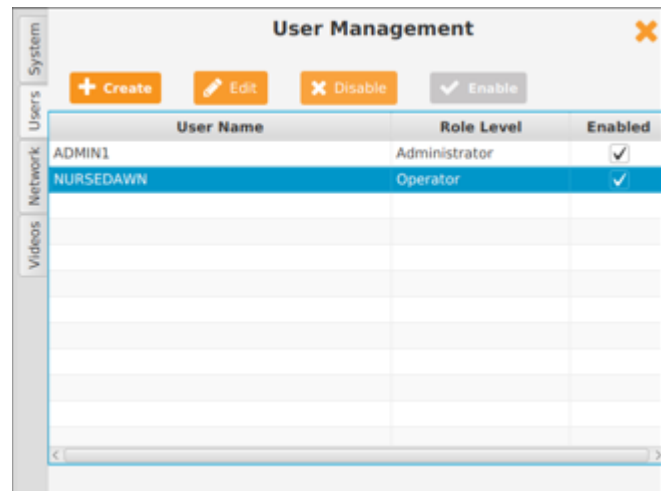 User Management
System
Users
Network
Videos
Create Edit Disable Enable
User Name Role Level Enabled
ADMIN1 Administrator
NURSEDAWN Operator